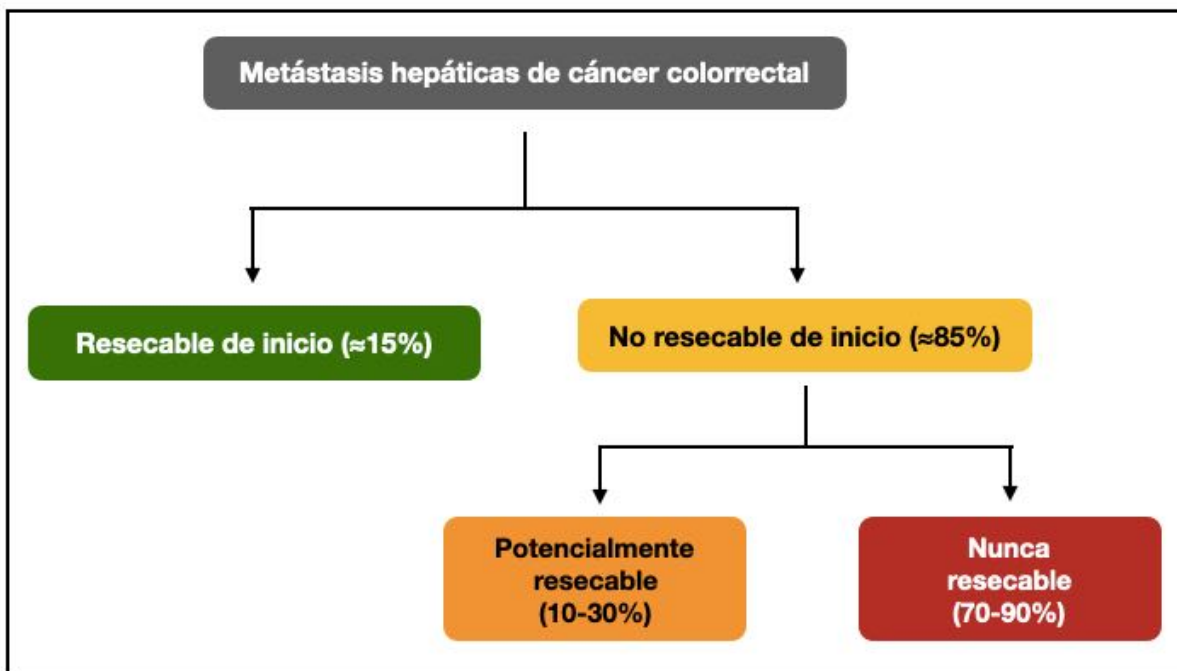 Metástasis hepáticas de cáncer colorrectal
Resecable de inicio (≈15%)
No resecable de inicio (≈85%)
Potencialmente
resecable
(10-30%)
Nunca
resecable
(70-90%)